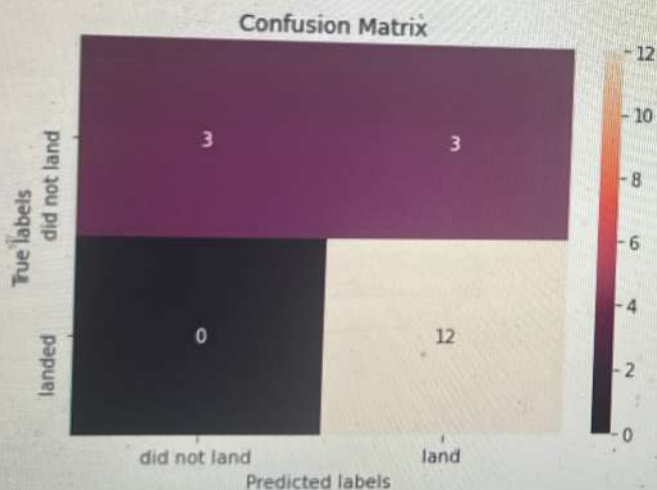 Confusion Matrix
12
10
8
6
4
2
0
True labels
did not land
landed
3
3
0
12
did not land
land
Predicted labels